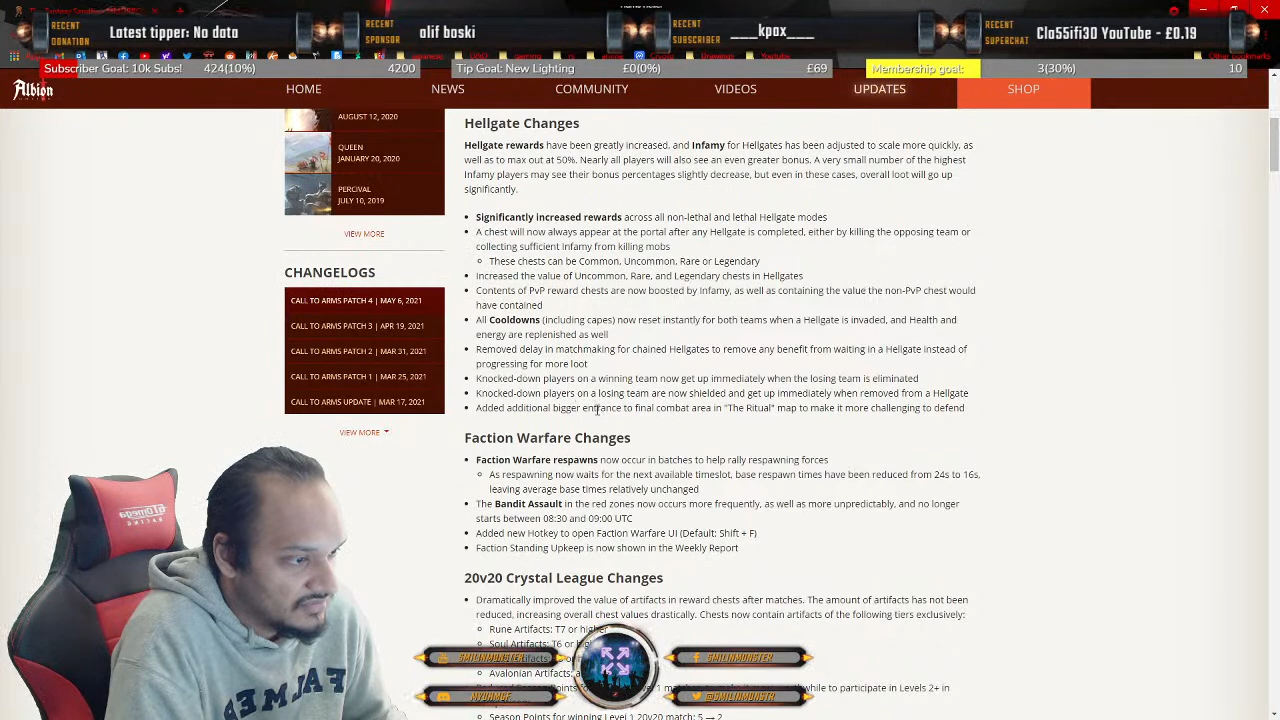 RECENT DONATION
Latest tipper: No data
RECENT SPONSOR
alif boski
RECENT SUBSCRIBER
___kpax___
RECENT SUPERCHAT
Cla55ifi3D YouTube - £0.19
Other bookmarks
Subscriber Goal: 10k Subs! 424(10%) 4200
Tip Goal: New Lighting £0(0%) £69
Membership goal: 3(30%) 10
Albion
ONLINE
HOME
NEWS
COMMUNITY
VIDEOS
UPDATES
SHOP
AUGUST 12, 2020
QUEEN
JANUARY 20, 2020
PERCIVAL
JULY 10, 2019
VIEW MORE
CHANGELOGS
CALL TO ARMS PATCH 4 | MAY 6, 2021
CALL TO ARMS PATCH 3 | APR 19, 2021
CALL TO ARMS PATCH 2 | MAR 31, 2021
CALL TO ARMS PATCH 1 | MAR 25, 2021
CALL TO ARMS UPDATE | MAR 17, 2021
VIEW MORE
Hellgate Changes
Hellgate rewards have been greatly increased, and Infamy for Hellgates has been adjusted to scale more quickly, as
well as to max out at 50%. Nearly all players will also see an even greater bonus. A very small number of the highest
Infamy players may see their bonus percentages slightly decrease, but even in these cases, overall loot will go up
significantly.
• Significantly increased rewards across all non-lethal and lethal Hellgate modes
• A chest will now always appear at the portal after any Hellgate is completed, either by killing the opposing team or
collecting sufficient Infamy from killing mobs
◦ These chests can be Common, Uncommon, Rare or Legendary
• Increased the value of Uncommon, Rare, and Legendary chests in Hellgates
• Contents of PvP reward chests are now boosted by Infamy, as well as containing the value the non-PvP chest would
have contained
• All Cooldowns (including capes) now reset instantly for both teams when a Hellgate is invaded, and Health and
energy are replenished as well
• Removed delay in matchmaking for chained Hellgates to remove any benefit from waiting in a Hellgate instead of
progressing for more loot
• Knocked-down players on a winning team now get up immediately when the losing team is eliminated
• Knocked-down players on a losing team are now shielded and get up immediately when removed from a Hellgate
• Added additional bigger entrance to final combat area in "The Ritual" map to make it more challenging to defend
Faction Warfare Changes
• Faction Warfare respawns now occur in batches to help rally respawning forces
◦ As respawning now waits for the next available timeslot, base respawn times have been reduced from 24s to 16s,
leaving average base times relatively unchanged
• The Bandit Assault in the red zones now occurs more frequently, as well as more unpredictably, and no longer
starts between 08:30 and 09:00 UTC
• Added new Hotkey to open Faction Warfare UI (Default: Shift + F)
• Faction Standing Upkeep is now shown in the Weekly Report
20v20 Crystal League Changes
• Dramatically improved the value of artifacts in reward chests after matches. The amount of artifacts has not been
reduced, increasing overall chest values drastically. Chests now contain artifacts of the following tiers exclusively:
◦ Rune Artifacts: T7 or higher
◦ Soul Artifacts: T6 or
Avalonian Artifacts:
while to participate in Levels 2+ in
Season Points for winning Level 1 20v20 match: 5 → 2
SMILINMONSTER
SMILINMONSTER
@SMILINMONSTR
GTOmega
RACING
FALMER